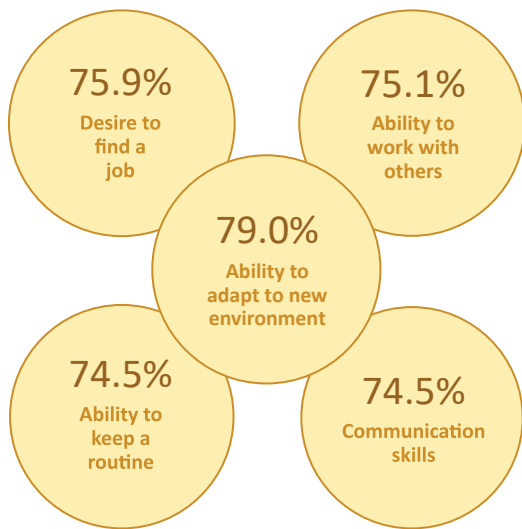 75.9%
Desire to
find a
job
75.1%
Ability to
work with
others
79.0%
Ability to
adapt to new
environment
74.5%
Ability to
keep a
routine
74.5%
Communication
skills